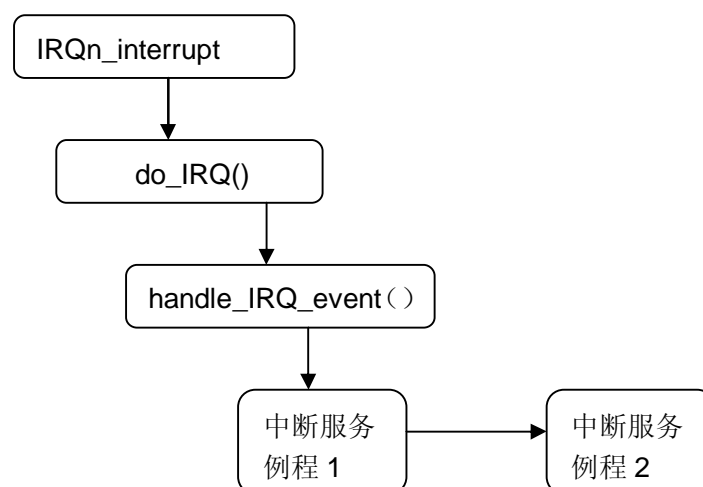 IRQn_interrupt
do_IRQ()
handle_IRQ_event（）
中断服务
例程 1
中断服务
例程 2